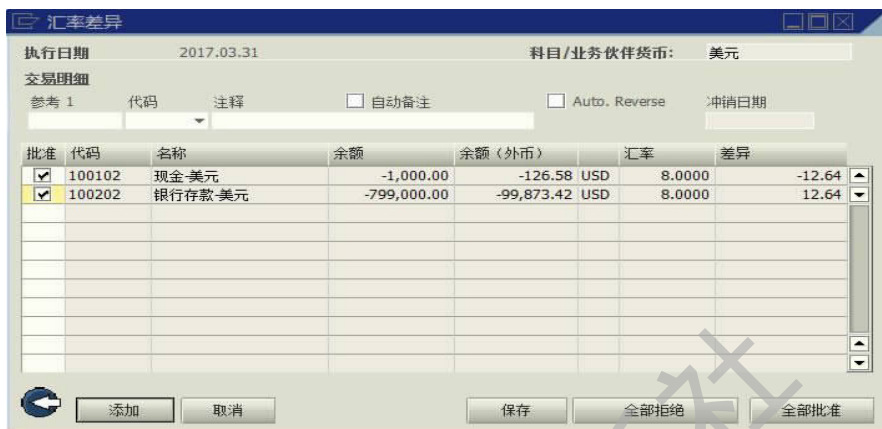 汇率差异
执行日期 2017.03.31 科目/业务伙伴货币: 美元
交易明细
参考 1 代码 注释 自动备注 Auto. Reverse 冲销日期
批准 代码 名称 余额 余额（外币） 汇率 差异
100102 现金-美元 -1,000.00 -126.58 USD 8.0000 -12.64
100202 银行存款-美元 -799,000.00 -99,873.42 USD 8.0000 12.64
添加 取消 保存 全部拒绝 全部批准
社